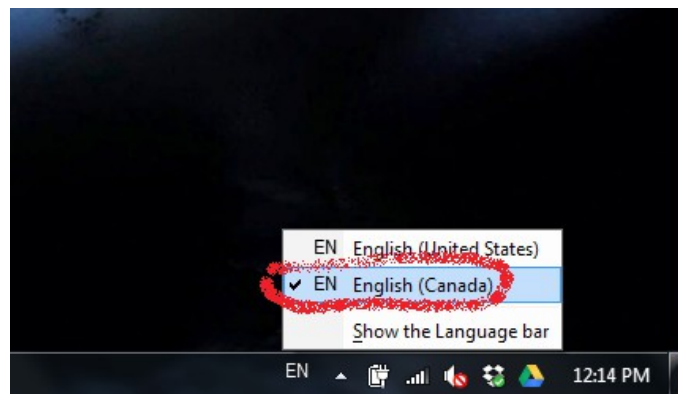 EN English (United States)
✔ EN English (Canada)
Show the Language bar
EN 12:14 PM